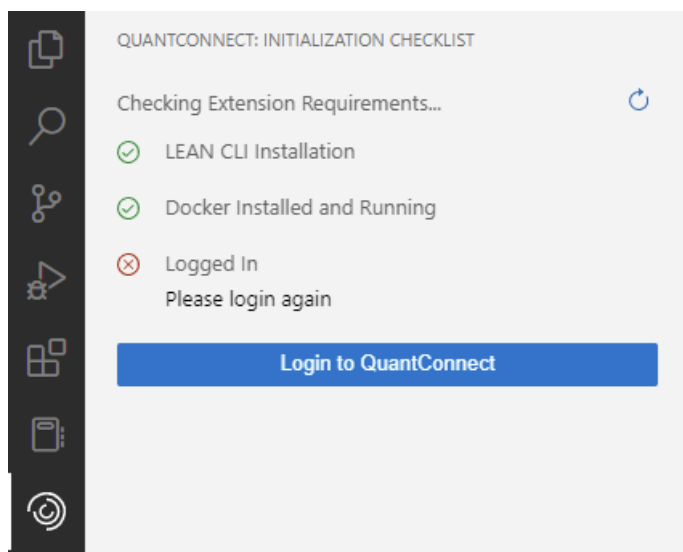 QUANTCONNECT: INITIALIZATION CHECKLIST
Checking Extension Requirements...
LEAN CLI Installation
Docker Installed and Running
Logged In
Please login again
Login to QuantConnect